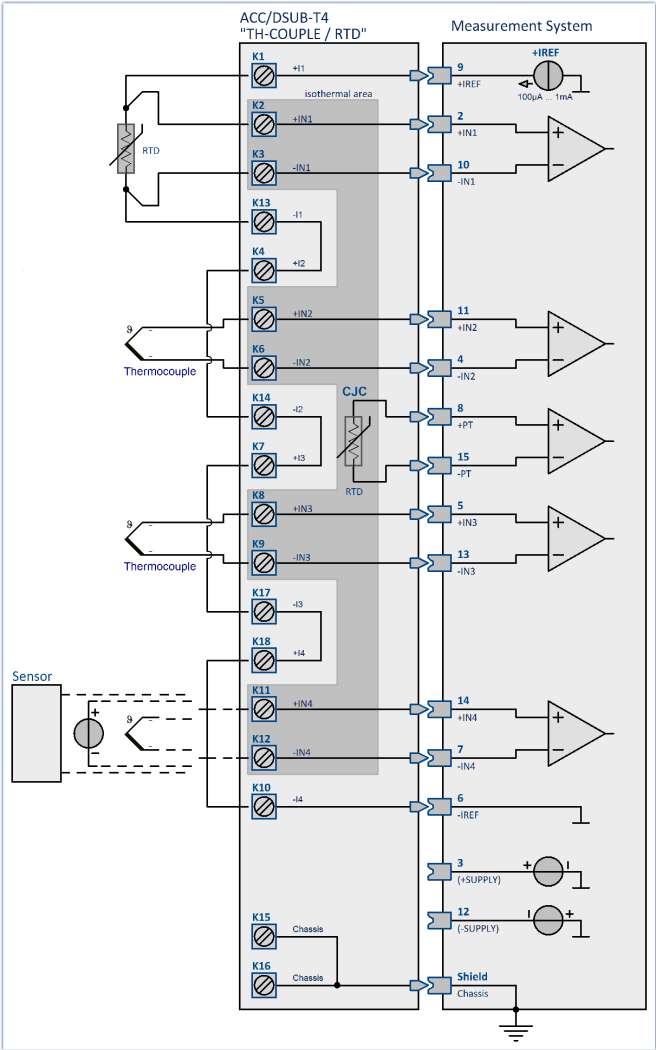 ACC/DSUB-T4
"TH-COUPLE / RTD"
Measurement System
K1
+I1
9
+IREF
+IREF
100µA ... 1mA
isothermal area
K2
+IN1
2
+IN1
+
RTD
K3
-IN1
10
-IN1
−
K13
-I1
K4
+I2
K5
+IN2
11
+IN2
+
ϑ
-
-
Thermocouple
K6
-IN2
4
-IN2
−
CJC
K14
-I2
8
+PT
+
K7
+I3
RTD
15
-PT
−
K8
+IN3
5
+IN3
+
ϑ
-
-
Thermocouple
K9
-IN3
13
-IN3
−
K17
-I3
K18
+I4
Sensor
K11
+IN4
14
+IN4
+
+
−
ϑ
-
-
K12
-IN4
7
-IN4
−
K10
-I4
6
-IREF
3
(+SUPPLY)
+
I
12
(-SUPPLY)
I
+
K15
Chassis
K16
Chassis
Shield
Chassis